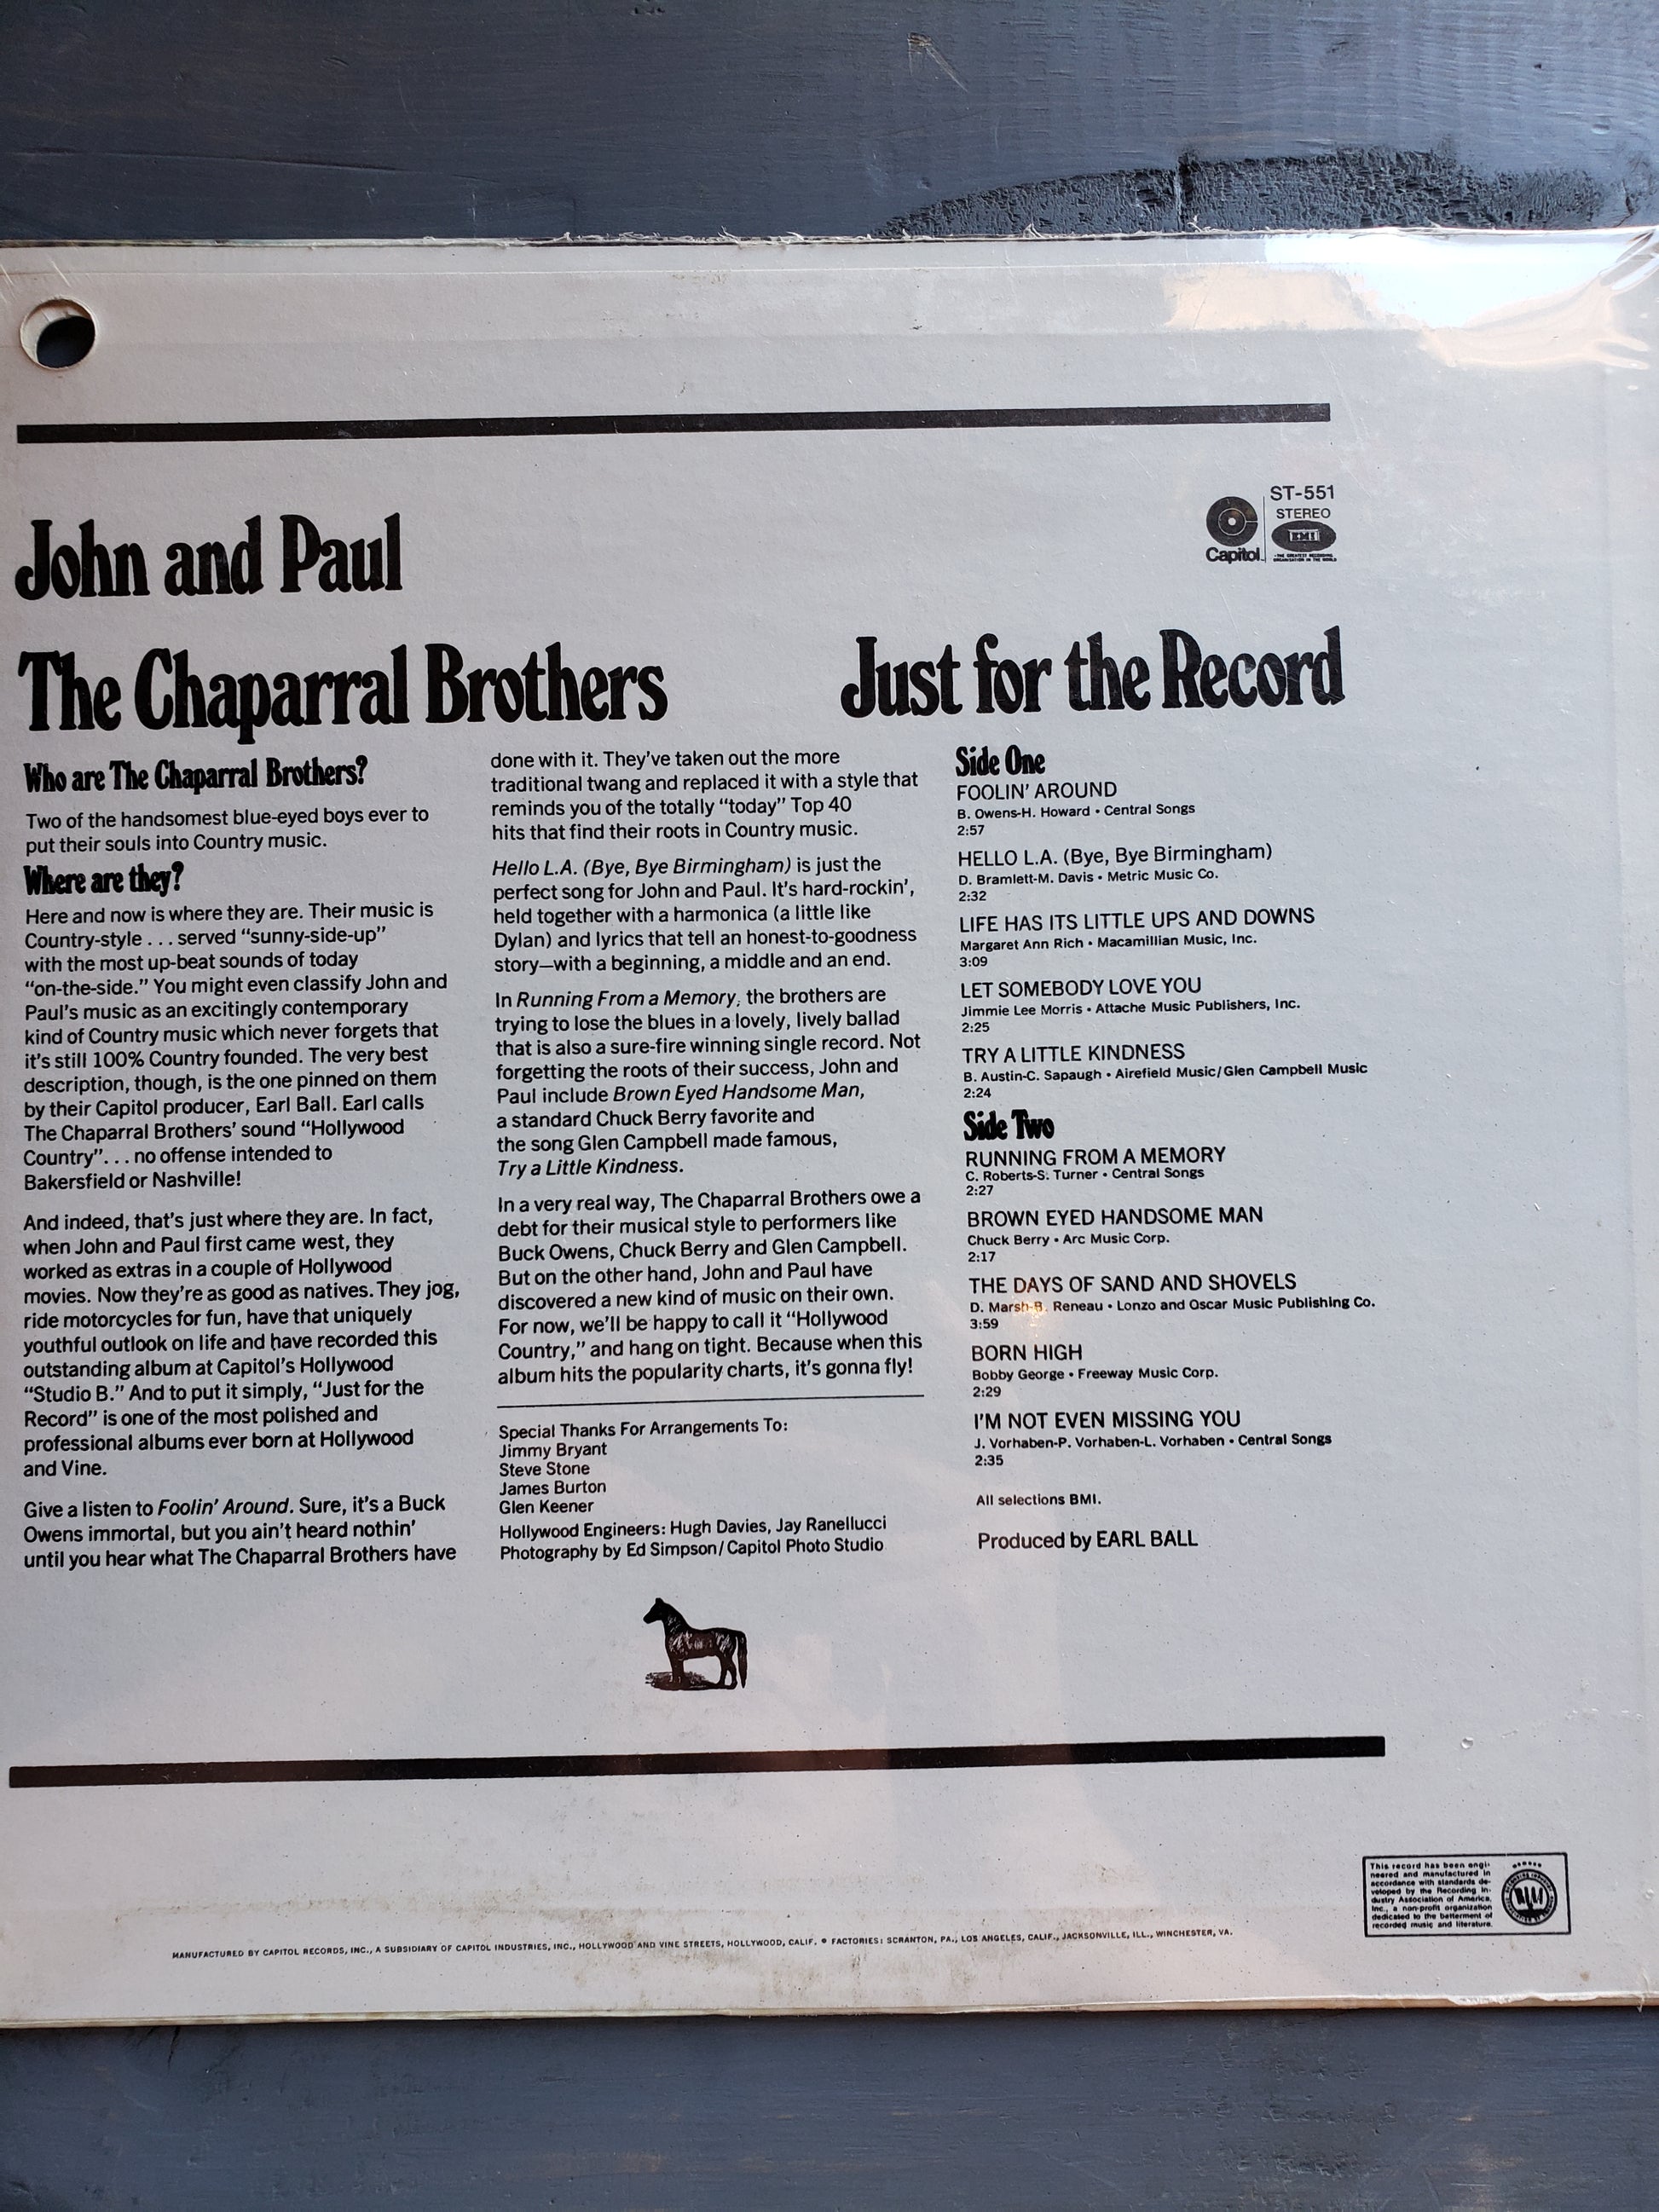 ST-551
STEREO
EMI
Capitol
THE GREATEST RECORDING
ORGANISATION IN THE WORLD
John and Paul
The Chaparral Brothers
Just for the Record
Who are The Chaparral Brothers?
Two of the handsomest blue-eyed boys ever to
put their souls into Country music.
Where are they?
Here and now is where they are. Their music is
Country-style . . . served “sunny-side-up”
with the most up-beat sounds of today
“on-the-side.” You might even classify John and
Paul's music as an excitingly contemporary
kind of Country music which never forgets that
it's still 100% Country founded. The very best
description, though, is the one pinned on them
by their Capitol producer, Earl Ball. Earl calls
The Chaparral Brothers' sound “Hollywood
Country”. . . no offense intended to
Bakersfield or Nashville!
And indeed, that's just where they are. In fact,
when John and Paul first came west, they
worked as extras in a couple of Hollywood
movies. Now they're as good as natives. They jog,
ride motorcycles for fun, have that uniquely
youthful outlook on life and have recorded this
outstanding album at Capitol's Hollywood
“Studio B.” And to put it simply, “Just for the
Record” is one of the most polished and
professional albums ever born at Hollywood
and Vine.
Give a listen to Foolin' Around. Sure, it's a Buck
Owens immortal, but you ain't heard nothin'
until you hear what The Chaparral Brothers have
done with it. They've taken out the more
traditional twang and replaced it with a style that
reminds you of the totally “today” Top 40
hits that find their roots in Country music.
Hello L.A. (Bye, Bye Birmingham) is just the
perfect song for John and Paul. It's hard-rockin',
held together with a harmonica (a little like
Dylan) and lyrics that tell an honest-to-goodness
story—with a beginning, a middle and an end.
In Running From a Memory, the brothers are
trying to lose the blues in a lovely, lively ballad
that is also a sure-fire winning single record. Not
forgetting the roots of their success, John and
Paul include Brown Eyed Handsome Man,
a standard Chuck Berry favorite and
the song Glen Campbell made famous,
Try a Little Kindness.
In a very real way, The Chaparral Brothers owe a
debt for their musical style to performers like
Buck Owens, Chuck Berry and Glen Campbell.
But on the other hand, John and Paul have
discovered a new kind of music on their own.
For now, we'll be happy to call it “Hollywood
Country,” and hang on tight. Because when this
album hits the popularity charts, it's gonna fly!
Special Thanks For Arrangements To:
Jimmy Bryant
Steve Stone
James Burton
Glen Keener
Hollywood Engineers: Hugh Davies, Jay Ranellucci
Photography by Ed Simpson/Capitol Photo Studio
Side One
FOOLIN' AROUND
B. Owens-H. Howard • Central Songs
2:57
HELLO L.A. (Bye, Bye Birmingham)
D. Bramlett-M. Davis • Metric Music Co.
2:32
LIFE HAS ITS LITTLE UPS AND DOWNS
Margaret Ann Rich • Macamillian Music, Inc.
3:09
LET SOMEBODY LOVE YOU
Jimmie Lee Morris • Attache Music Publishers, Inc.
2:25
TRY A LITTLE KINDNESS
B. Austin-C. Sapaugh • Airefield Music/Glen Campbell Music
2:24
Side Two
RUNNING FROM A MEMORY
C. Roberts-S. Turner • Central Songs
2:27
BROWN EYED HANDSOME MAN
Chuck Berry • Arc Music Corp.
2:17
THE DAYS OF SAND AND SHOVELS
D. Marsh-B. Reneau • Lonzo and Oscar Music Publishing Co.
3:59
BORN HIGH
Bobby George • Freeway Music Corp.
2:29
I'M NOT EVEN MISSING YOU
J. Vorhaben-P. Vorhaben-L. Vorhaben • Central Songs
2:35
All selections BMI.
Produced by EARL BALL
This record has been engi-
neered and manufactured in
accordance with standards de-
veloped by the Recording In-
dustry Association of America,
Inc., a non-profit organization
dedicated to the betterment of
recorded music and literature.
MANUFACTURED BY CAPITOL RECORDS, INC., A SUBSIDIARY OF CAPITOL INDUSTRIES, INC., HOLLYWOOD AND VINE STREETS, HOLLYWOOD, CALIF. • FACTORIES: SCRANTON, PA., LOS ANGELES, CALIF., JACKSONVILLE, ILL., WINCHESTER, VA.